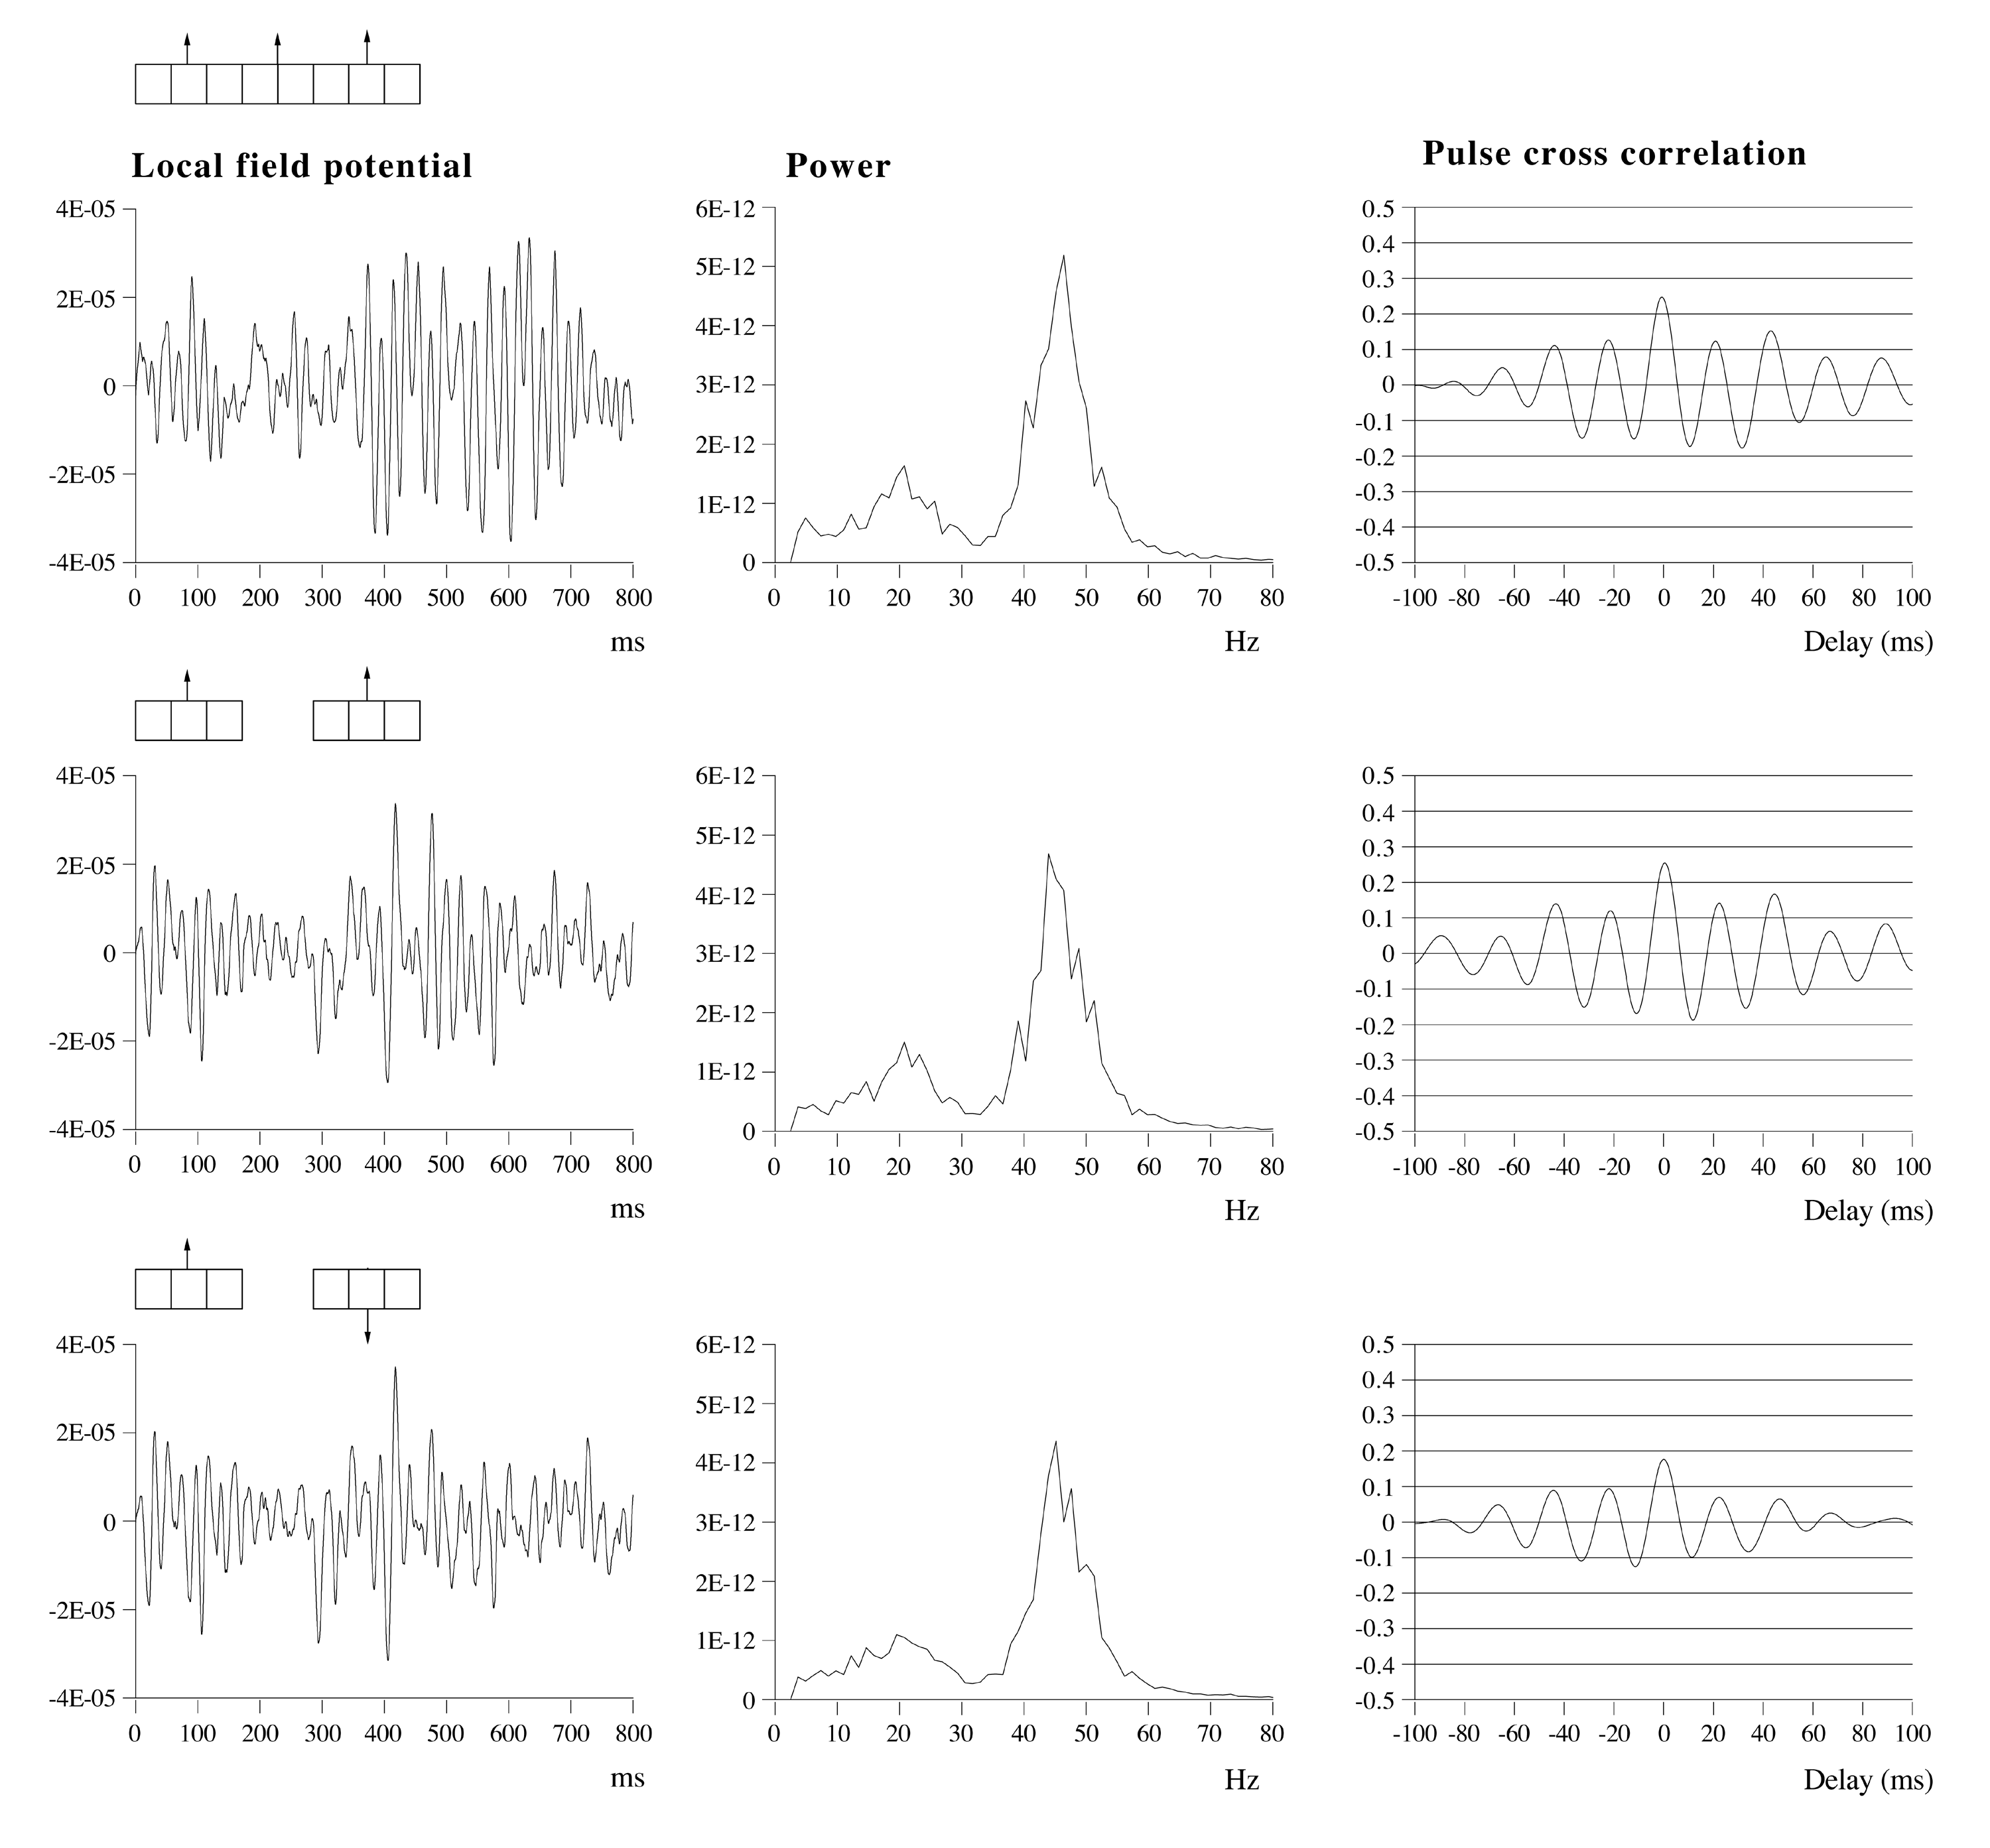 Local field potential
Power
Pulse cross correlation
4E-05
2E-05
0
-2E-05
-4E-05
0 100 200 300 400 500 600 700 800
ms
6E-12
5E-12
4E-12
3E-12
2E-12
1E-12
0
0 10 20 30 40 50 60 70 80
Hz
0.5
0.4
0.3
0.2
0.1
0
-0.1
-0.2
-0.3
-0.4
-0.5
-100 -80 -60 -40 -20 0 20 40 60 80 100
Delay (ms)
4E-05
2E-05
0
-2E-05
-4E-05
0 100 200 300 400 500 600 700 800
ms
6E-12
5E-12
4E-12
3E-12
2E-12
1E-12
0
0 10 20 30 40 50 60 70 80
Hz
0.5
0.4
0.3
0.2
0.1
0
-0.1
-0.2
-0.3
-0.4
-0.5
-100 -80 -60 -40 -20 0 20 40 60 80 100
Delay (ms)
4E-05
2E-05
0
-2E-05
-4E-05
0 100 200 300 400 500 600 700 800
ms
6E-12
5E-12
4E-12
3E-12
2E-12
1E-12
0
0 10 20 30 40 50 60 70 80
Hz
0.5
0.4
0.3
0.2
0.1
0
-0.1
-0.2
-0.3
-0.4
-0.5
-100 -80 -60 -40 -20 0 20 40 60 80 100
Delay (ms)